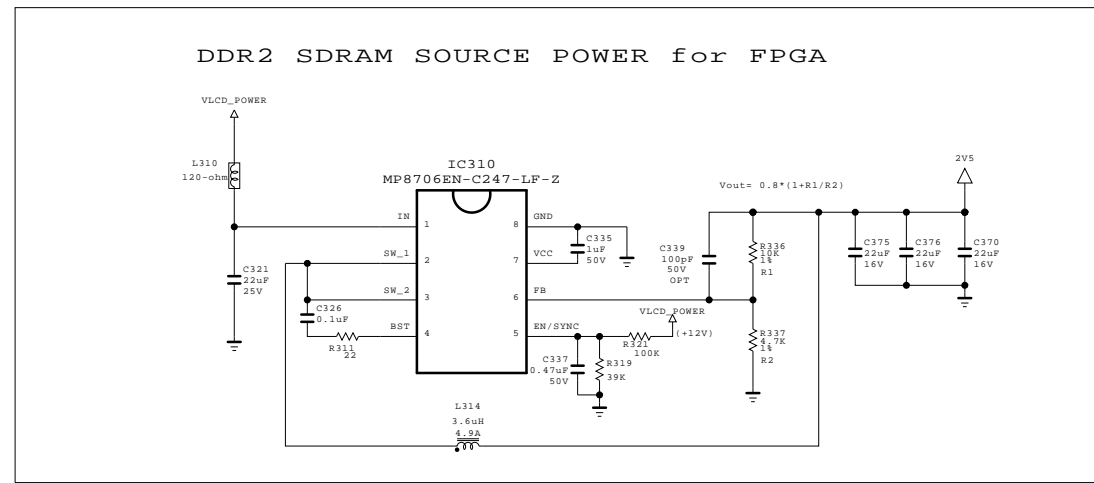 DDR2 SDRAM SOURCE POWER for FPGA
VLCD_POWER
L310
120-ohm
IC310
MP8706EN-C247-LF-Z
2V5
Vout= 0.8*(1+R1/R2)
IN
1
8
GND
C335
1uF
50V
SW_1
2
7
VCC
C339
100pF
50V
OPT
R336
10K
1%
R1
C375
22uF
16V
C376
22uF
16V
C370
22uF
16V
C321
22uF
25V
SW_2
3
6
FB
C326
0.1uF
VLCD_POWER
(+12V)
BST
4
5
EN/SYNC
R311
22
R321
100K
R337
4.7K
1%
R2
C337
0.47uF
50V
R319
39K
L314
3.6uH
4.9A